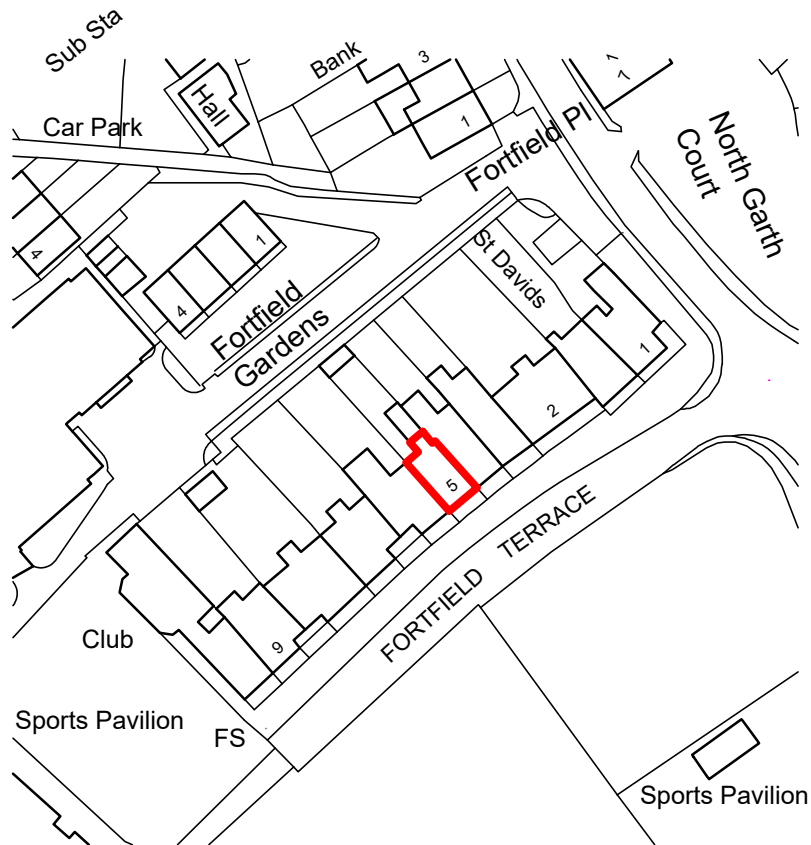 Sub Sta
Bank
3
1
7
Hall
1
Car Park
Fortfield Pl
North Garth
Court
4
1
St Davids
4
Fortfield
Gardens
1
2
5
FORTFIELD TERRACE
Club
9
Sports Pavilion
FS
Sports Pavilion